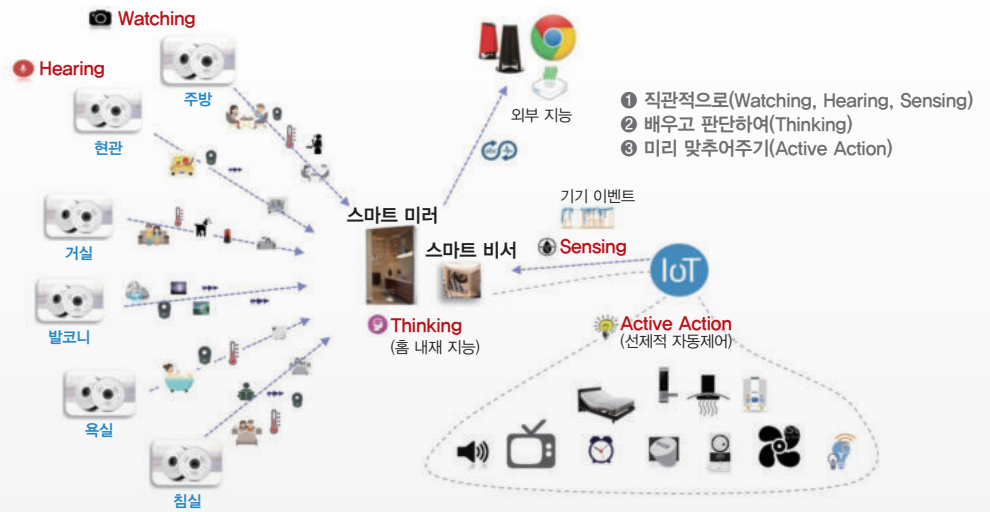 Watching
Hearing
주방
현관
거실
발코니
욕실
침실
외부 지능
❶ 직관적으로(Watching, Hearing, Sensing)
❷ 배우고 판단하여(Thinking)
❸ 미리 맞추어주기(Active Action)
스마트 미러
스마트 비서
기기 이벤트
Sensing
IoT
Thinking
(홈 내재 지능)
Active Action
(선제적 자동제어)